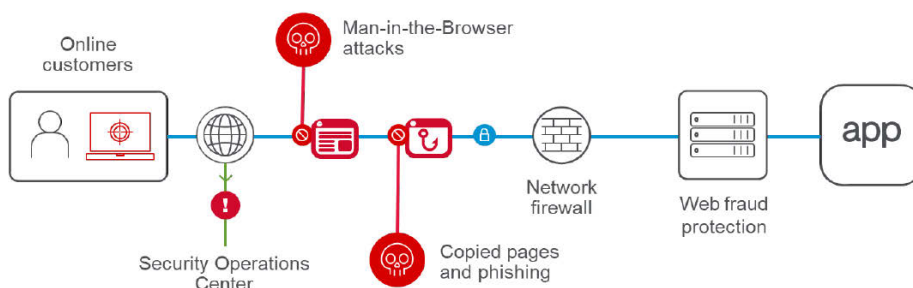 Online
customers
Man-in-the-Browser
attacks
!
Security Operations
Center
Copied pages
and phishing
Network
firewall
Web fraud
protection
app